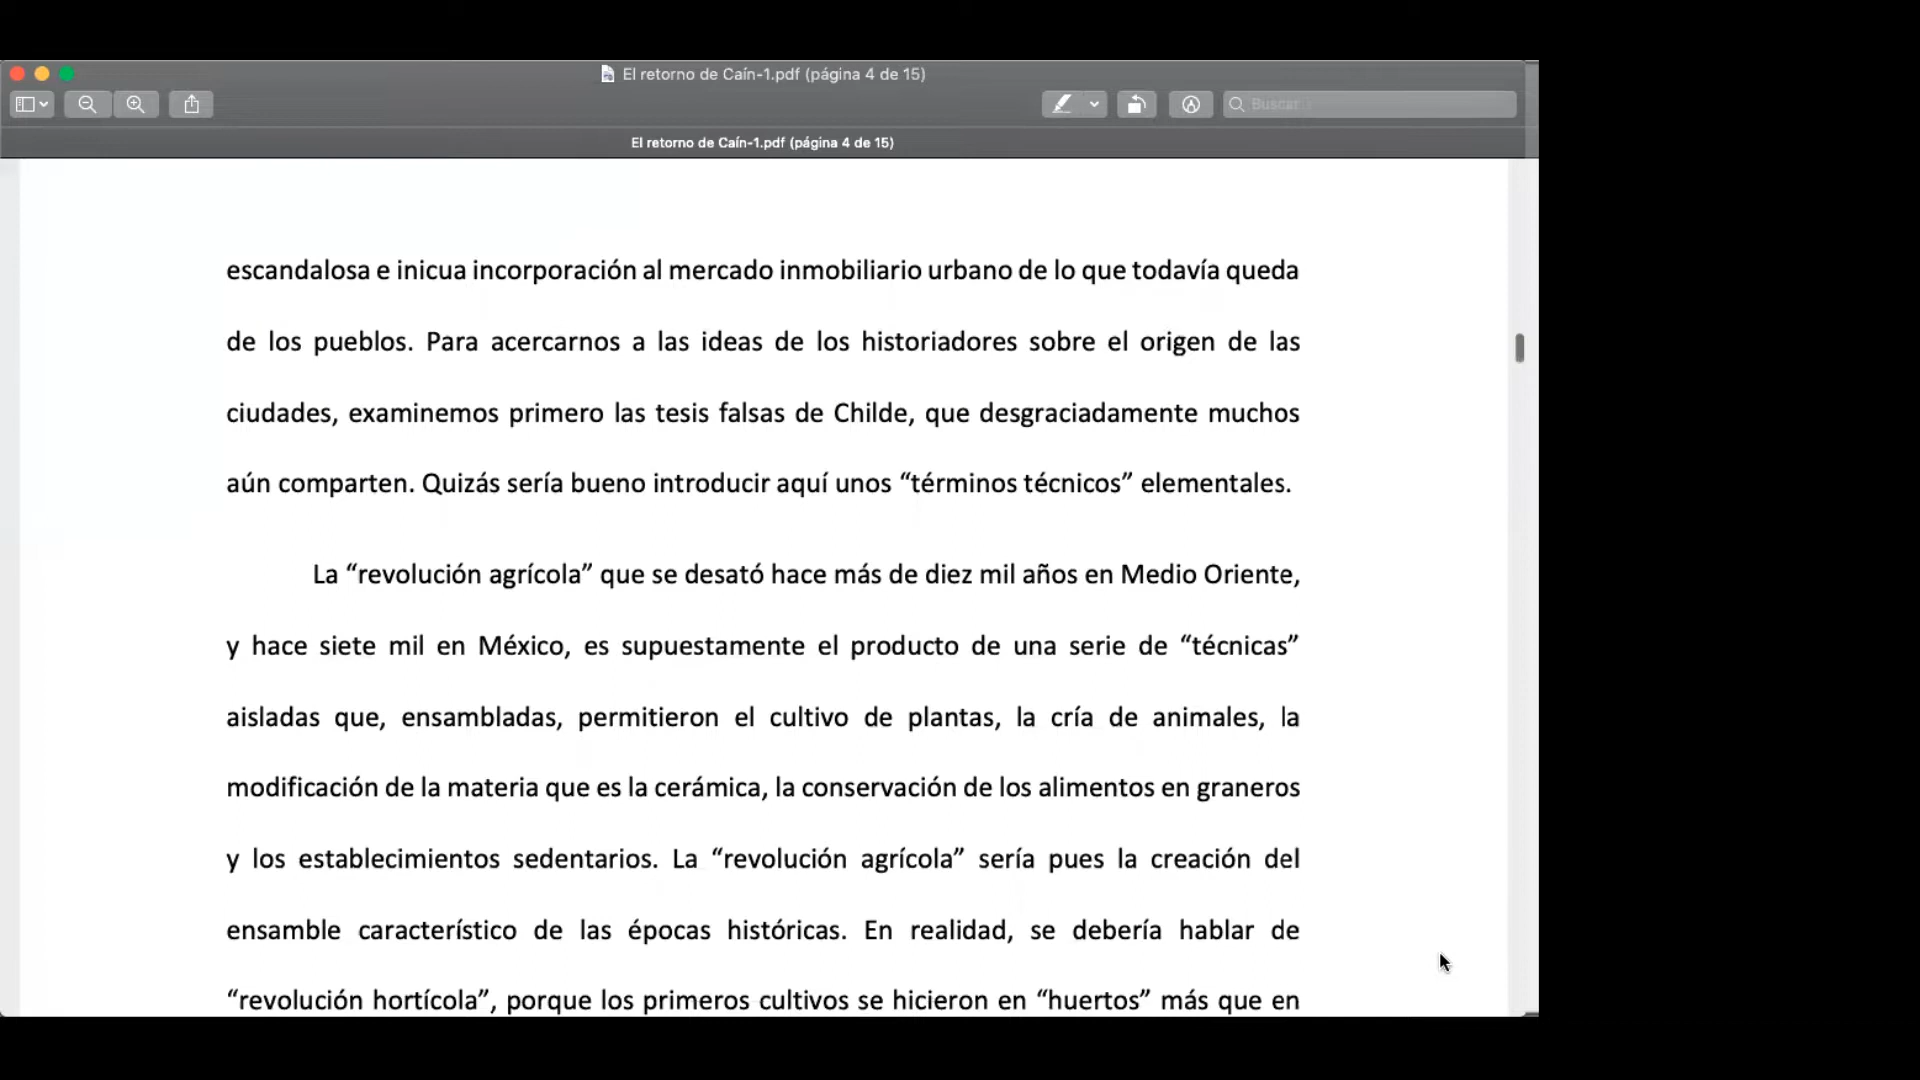 El retorno de Caín-1.pdf (página 4 de 15)
Buscar
El retorno de Caín-1.pdf (página 4 de 15)
escandalosa e inicua incorporación al mercado inmobiliario urbano de lo que todavía queda
de los pueblos. Para acercarnos a las ideas de los historiadores sobre el origen de las
ciudades, examinemos primero las tesis falsas de Childe, que desgraciadamente muchos
aún comparten. Quizás sería bueno introducir aquí unos “términos técnicos” elementales.
La “revolución agrícola” que se desató hace más de diez mil años en Medio Oriente,
y hace siete mil en México, es supuestamente el producto de una serie de “técnicas”
aisladas que, ensambladas, permitieron el cultivo de plantas, la cría de animales, la
modificación de la materia que es la cerámica, la conservación de los alimentos en graneros
y los establecimientos sedentarios. La “revolución agrícola” sería pues la creación del
ensamble característico de las épocas históricas. En realidad, se debería hablar de
“revolución hortícola”, porque los primeros cultivos se hicieron en “huertos” más que en